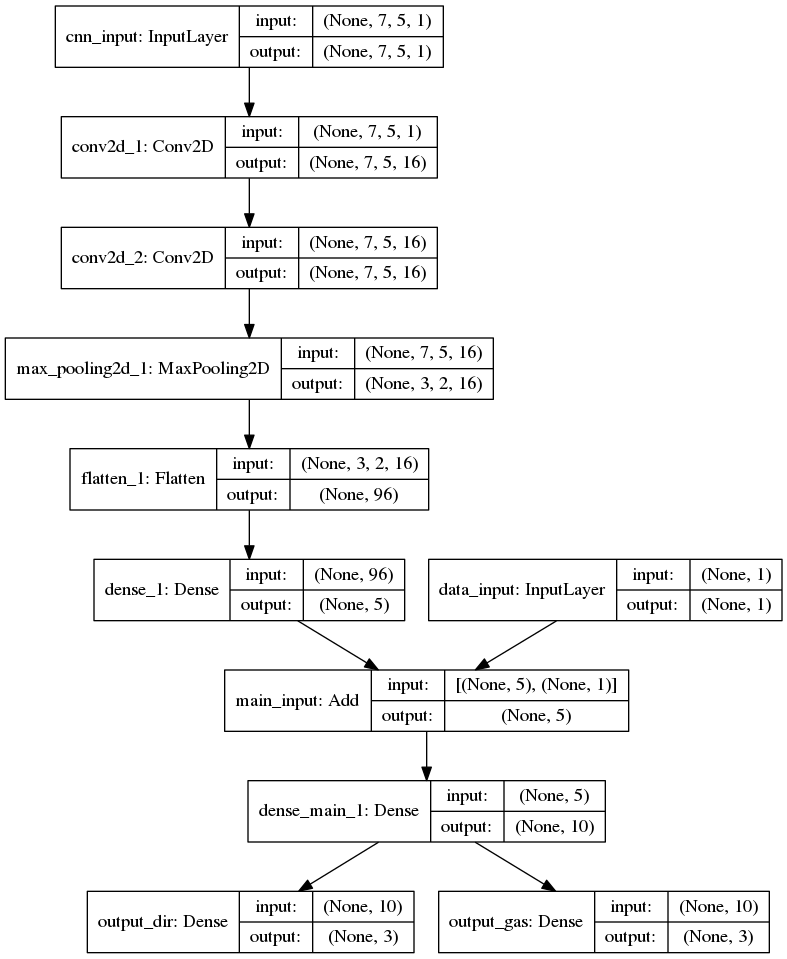 cnn_input: InputLayer
input: (None, 7, 5, 1)
output: (None, 7, 5, 1)
conv2d_1: Conv2D
input: (None, 7, 5, 1)
output: (None, 7, 5, 16)
conv2d_2: Conv2D
input: (None, 7, 5, 16)
output: (None, 7, 5, 16)
max_pooling2d_1: MaxPooling2D
input: (None, 7, 5, 16)
output: (None, 3, 2, 16)
flatten_1: Flatten
input: (None, 3, 2, 16)
output: (None, 96)
dense_1: Dense
input: (None, 96)
output: (None, 5)
data_input: InputLayer
input: (None, 1)
output: (None, 1)
main_input: Add
input: [(None, 5), (None, 1)]
output: (None, 5)
dense_main_1: Dense
input: (None, 5)
output: (None, 10)
output_dir: Dense
input: (None, 10)
output: (None, 3)
output_gas: Dense
input: (None, 10)
output: (None, 3)